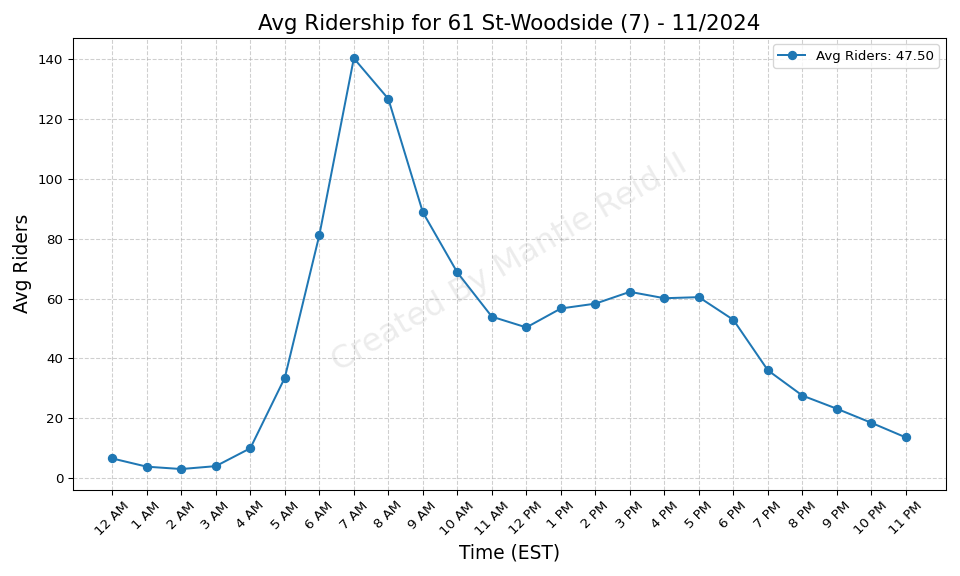 Avg Ridership for 61 St-Woodside (7) - 11/2024
Avg Riders: 47.50
140
120
100
80
60
40
20
0
Avg Riders
Created By Mantie Reid II
12 AM
1 AM
2 AM
3 AM
4 AM
5 AM
6 AM
7 AM
8 AM
9 AM
10 AM
11 AM
12 PM
1 PM
2 PM
3 PM
4 PM
5 PM
6 PM
7 PM
8 PM
9 PM
10 PM
11 PM
Time (EST)